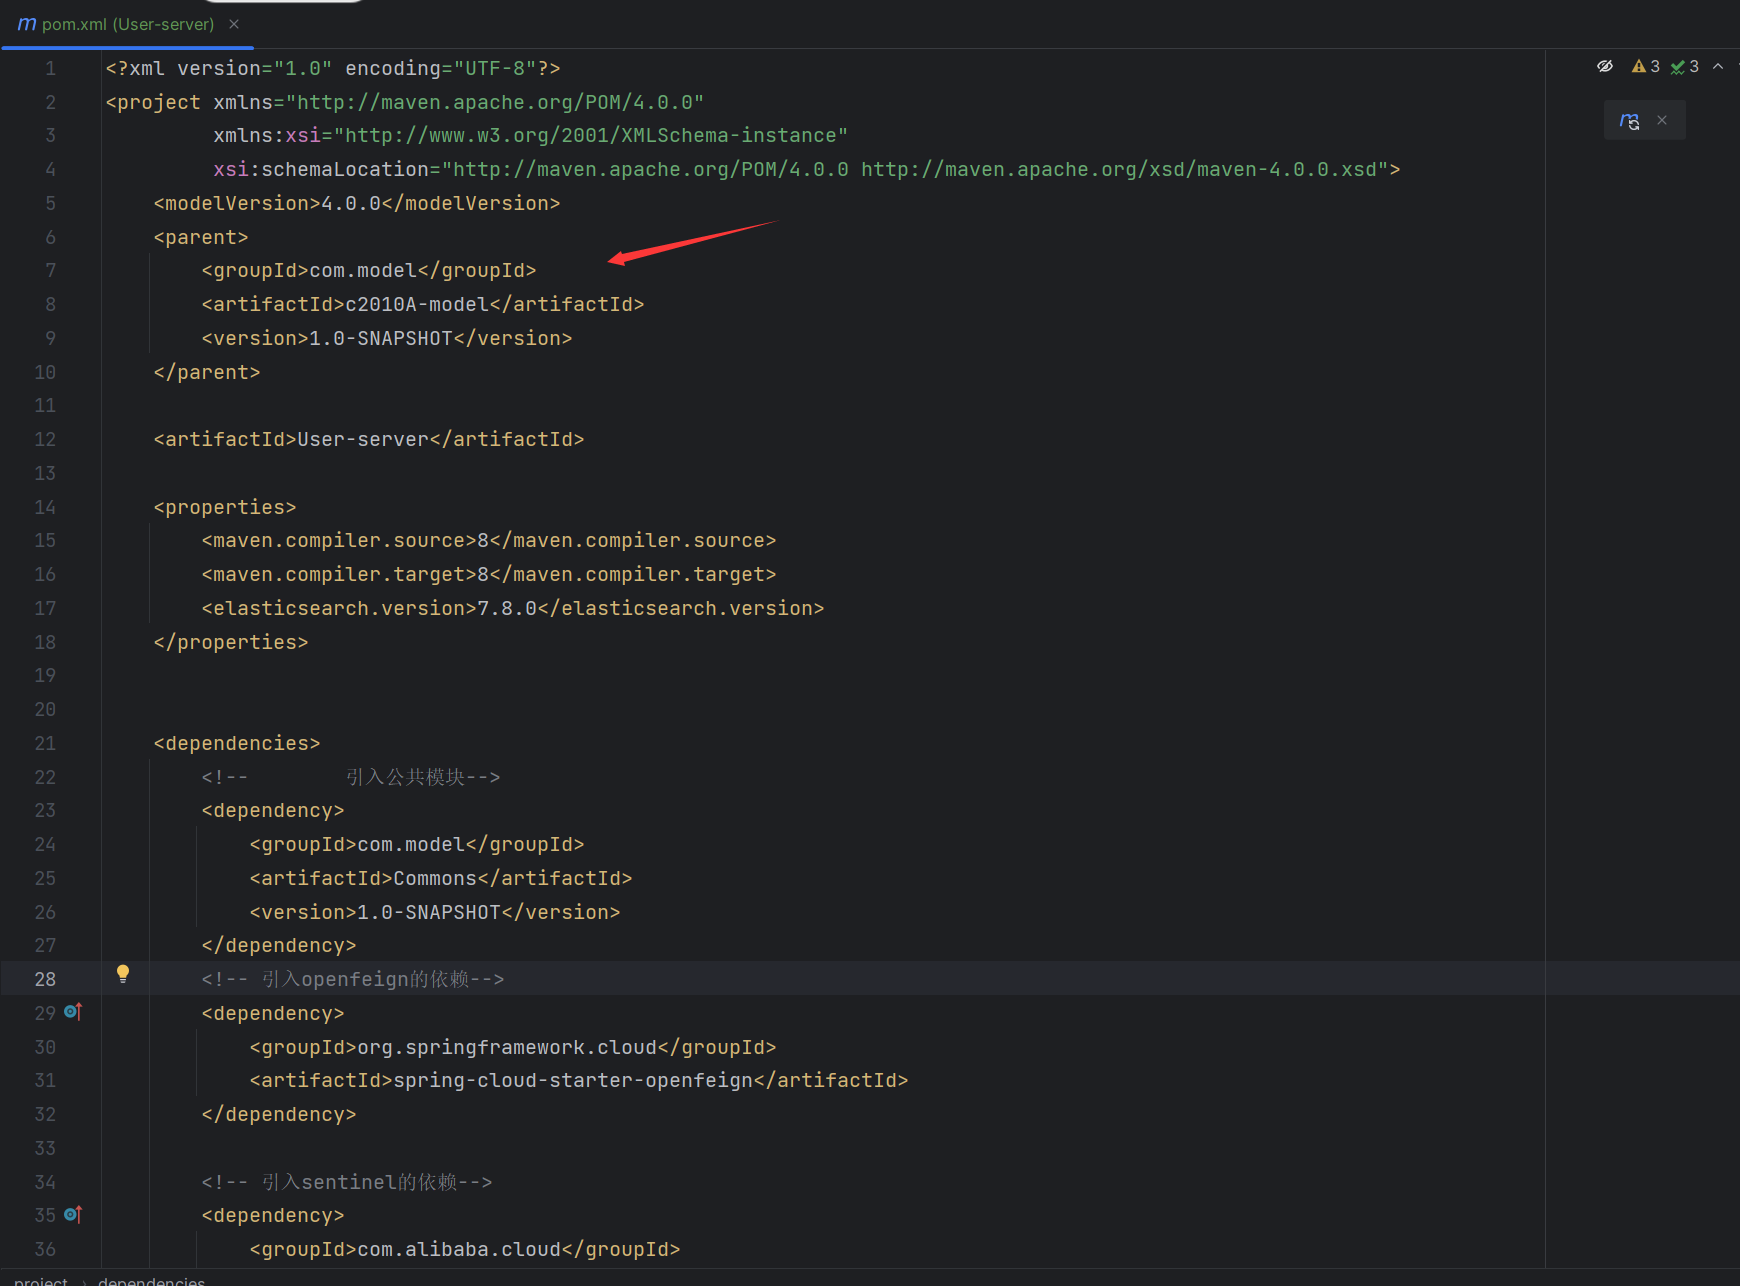 pom.xml (User-server)
3 3
1 <?xml version="1.0" encoding="UTF-8"?>
2 <project xmlns="http://maven.apache.org/POM/4.0.0"
3 xmlns:xsi="http://www.w3.org/2001/XMLSchema-instance"
4 xsi:schemaLocation="http://maven.apache.org/POM/4.0.0 http://maven.apache.org/xsd/maven-4.0.0.xsd">
5 <modelVersion>4.0.0</modelVersion>
6 <parent>
7 <groupId>com.model</groupId>
8 <artifactId>c2010A-model</artifactId>
9 <version>1.0-SNAPSHOT</version>
10 </parent>
11
12 <artifactId>User-server</artifactId>
13
14 <properties>
15 <maven.compiler.source>8</maven.compiler.source>
16 <maven.compiler.target>8</maven.compiler.target>
17 <elasticsearch.version>7.8.0</elasticsearch.version>
18 </properties>
19
20
21 <dependencies>
22 <!-- 引入公共模块-->
23 <dependency>
24 <groupId>com.model</groupId>
25 <artifactId>Commons</artifactId>
26 <version>1.0-SNAPSHOT</version>
27 </dependency>
28 <!-- 引入openfeign的依赖-->
29 <dependency>
30 <groupId>org.springframework.cloud</groupId>
31 <artifactId>spring-cloud-starter-openfeign</artifactId>
32 </dependency>
33
34 <!-- 引入sentinel的依赖-->
35 <dependency>
36 <groupId>com.alibaba.cloud</groupId>
project › dependencies